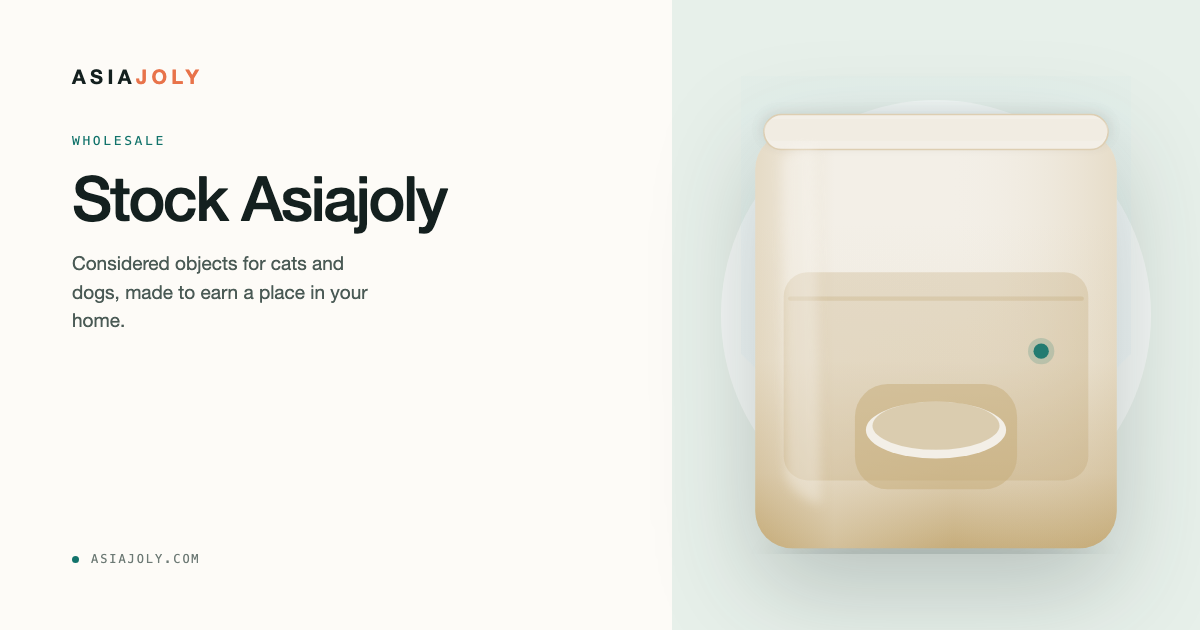 ASIAJOLY
WHOLESALE
Stock Asiajoly
Considered objects for cats and
dogs, made to earn a place in your
home.
ASIAJOLY.COM